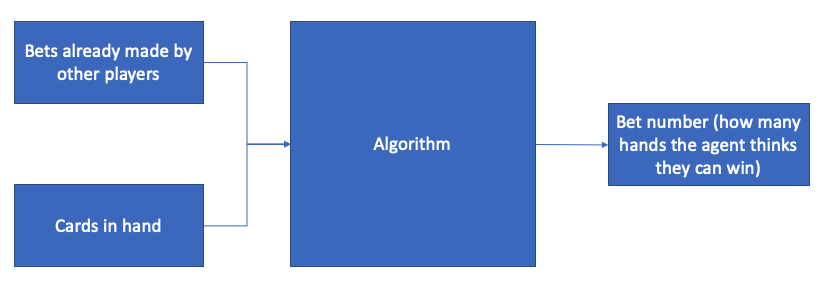 Bets already made by
other players
Cards in hand
Algorithm
Bet number (how many
hands the agent thinks
they can win)